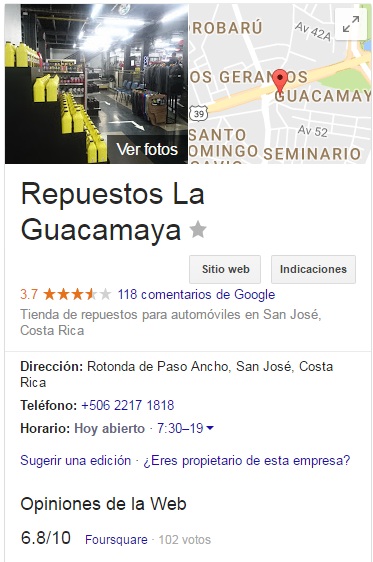 Ver fotos
OROBARÚ
Av 42A
OS GERANIOS
GUACAMAY
39
SANTO
OMINGO
SAVIO
Av 52
SEMINARIO
Repuestos La
Guacamaya
Sitio web
Indicaciones
3.7 118 comentarios de Google
Tienda de repuestos para automóviles en San José,
Costa Rica
Dirección: Rotonda de Paso Ancho, San José, Costa
Rica
Teléfono: +506 2217 1818
Horario: Hoy abierto · 7:30–19
Sugerir una edición · ¿Eres propietario de esta empresa?
Opiniones de la Web
6.8/10 Foursquare · 102 votos